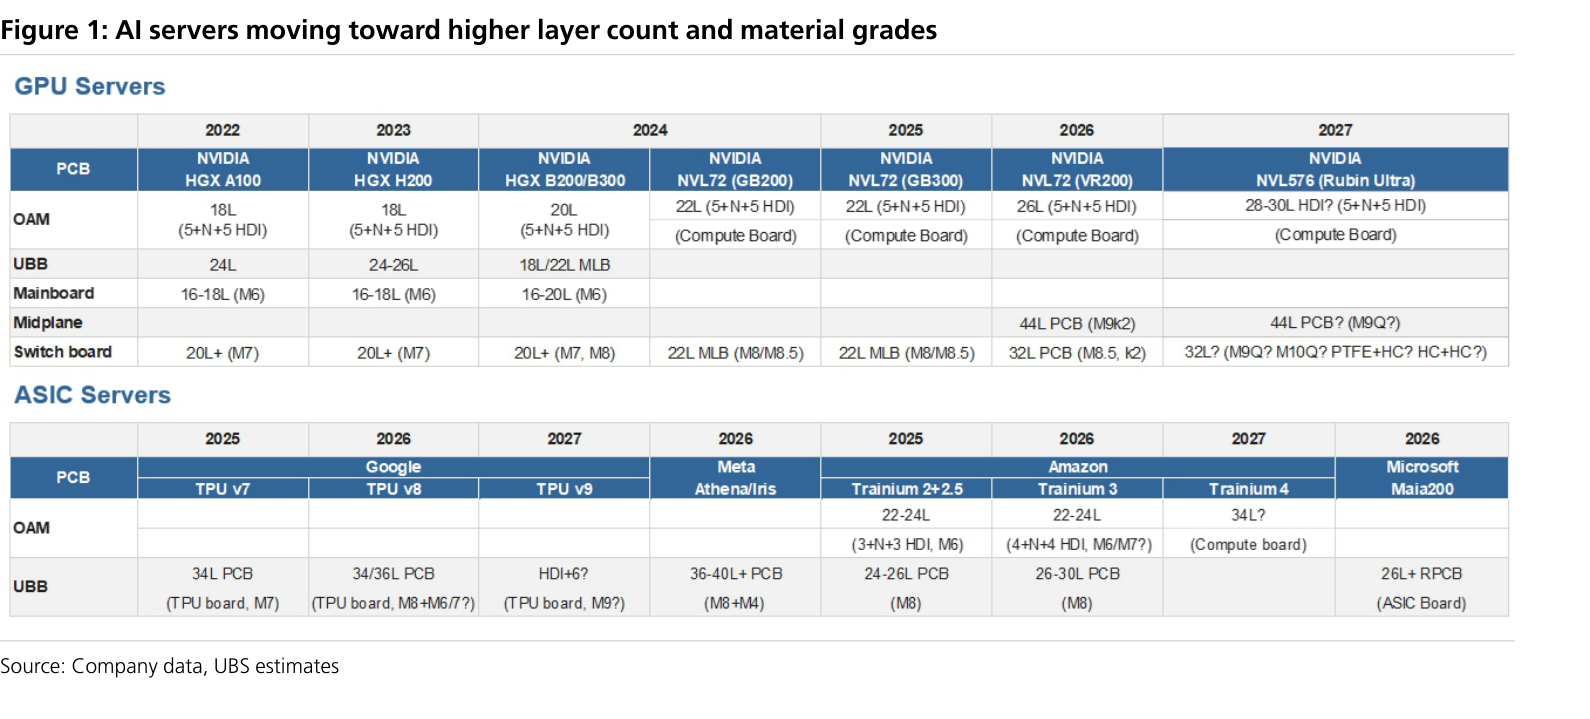 Figure 1: AI servers moving toward higher layer count and material grades
GPU Servers
2022 2023 2024 2025 2026 2027
PCB
NVIDIA NVIDIA NVIDIA NVIDIA NVIDIA NVIDIA NVIDIA
HGX A100 HGX H200 HGX B200/B300 NVL72 (GB200) NVL72 (GB300) NVL72 (VR200) NVL576 (Rubin Ultra)
OAM
18L 18L 20L 22L (5+N+5 HDI) 22L (5+N+5 HDI) 26L (5+N+5 HDI) 28-30L HDI? (5+N+5 HDI)
(5+N+5 HDI) (5+N+5 HDI) (5+N+5 HDI) (Compute Board) (Compute Board) (Compute Board) (Compute Board)
UBB 24L 24-26L 18L/22L MLB
Mainboard 16-18L (M6) 16-18L (M6) 16-20L (M6)
Midplane 44L PCB (M9k2) 44L PCB? (M9Q?)
Switch board 20L+ (M7) 20L+ (M7) 20L+ (M7, M8) 22L MLB (M8/M8.5) 22L MLB (M8/M8.5) 32L PCB (M8.5, k2) 32L? (M9Q? M10Q? PTFE+HC? HC+HC?)
ASIC Servers
2025 2026 2027 2026 2025 2026 2027 2026
PCB
Google Meta Amazon Microsoft
TPU v7 TPU v8 TPU v9 Athena/Iris Trainium 2+2.5 Trainium 3 Trainium 4 Maia200
OAM
22-24L 22-24L 34L?
(3+N+3 HDI, M6) (4+N+4 HDI, M6/M7?) (Compute board)
UBB
34L PCB 34/36L PCB HDI+6? 36-40L+ PCB 24-26L PCB 26-30L PCB 26L+ RPCB
(TPU board, M7) (TPU board, M8+M6/7?) (TPU board, M9?) (M8+M4) (M8) (M8) (ASIC Board)
Source: Company data, UBS estimates